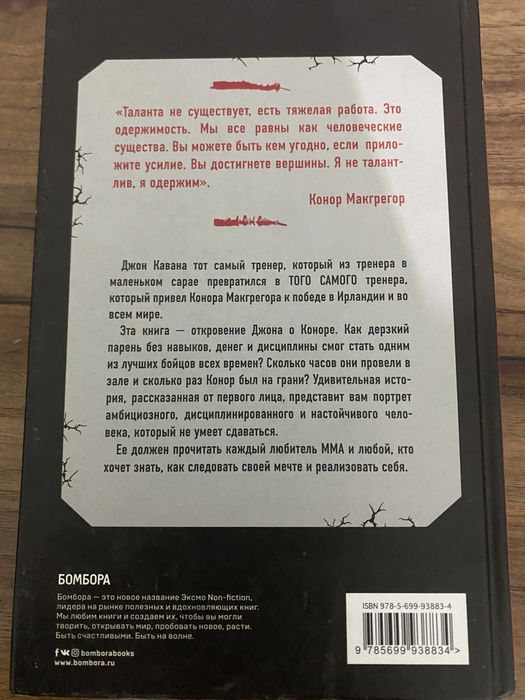 «Таланта не существует, есть тяжелая работа. Это
одержимость. Мы все равны как человеческие
существа. Вы можете быть кем угодно, если прило-
жите усилие. Вы достигнете вершины. Я не талант-
лив, я одержим».
Конор Макгрегор
Джон Кавана тот самый тренер, который из тренера в
маленьком сарае превратился в ТОГО САМОГО тренера,
который привел Конора Макгрегора к победе в Ирландии и во
всем мире.
Эта книга — откровение Джона о Коноре. Как дерзкий
парень без навыков, денег и дисциплины смог стать одним
из лучших бойцов всех времен? Сколько часов они провели в
зале и сколько раз Конор был на грани? Удивительная исто-
рия, рассказанная от первого лица, представит вам портрет
амбициозного, дисциплинированного и настойчивого чело-
века, который не умеет сдаваться.
Ее должен прочитать каждый любитель ММА и любой, кто
хочет знать, как следовать своей мечте и реализовать себя.
БОМБОРА
Бомбора — это новое название Эксмо Non-fiction,
лидера на рынке полезных и вдохновляющих книг.
Мы любим книги и создаем их, чтобы вы могли
творить, открывать мир, пробовать новое, расти.
Быть счастливыми. Быть на волне.
bomborabooks
www.bombora.ru
ISBN 978-5-699-93883-4
9 785699 938834 >